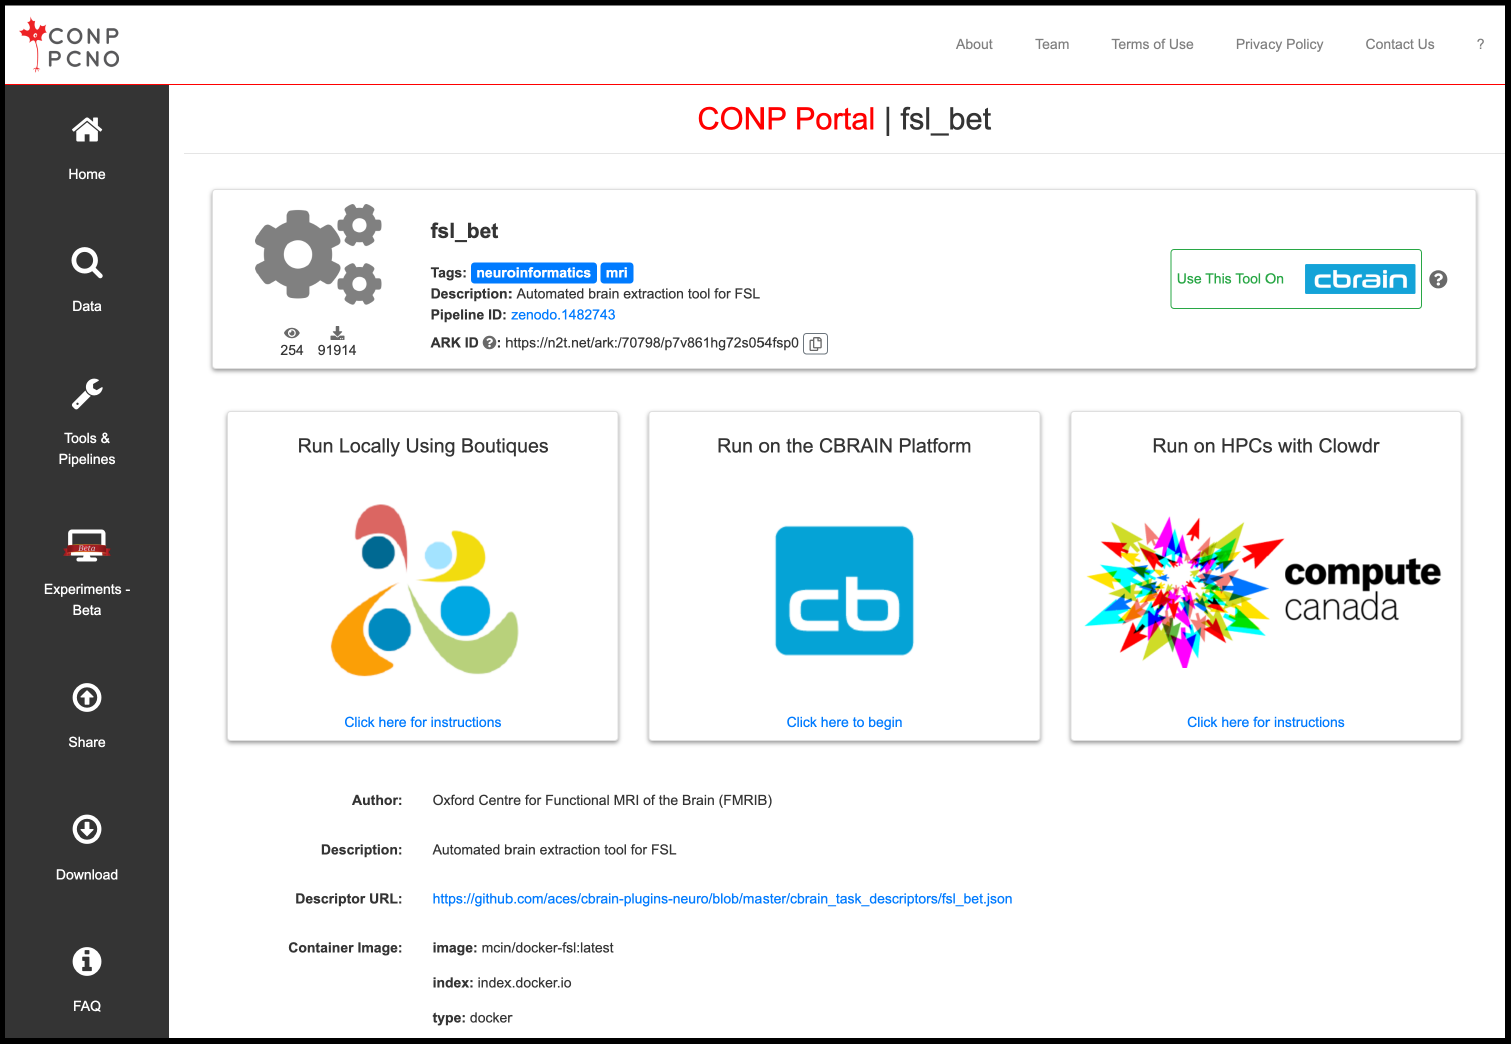 CONP
PCNO
About Team Terms of Use Privacy Policy Contact Us ?
CONP Portal | fsl_bet
Home
Data
Tools &
Pipelines
Beta
Experiments -
Beta
Share
Download
FAQ
fsl_bet
Tags: neuroinformatics mri
Description: Automated brain extraction tool for FSL
Pipeline ID: zenodo.1482743
ARK ID ?: https://n2t.net/ark:/70798/p7v861hg72s054fsp0
254 91914
Use This Tool On cbrain ?
Run Locally Using Boutiques
Click here for instructions
Run on the CBRAIN Platform
cb
Click here to begin
Run on HPCs with Clowdr
compute
canada
Click here for instructions
Author: Oxford Centre for Functional MRI of the Brain (FMRIB)
Description: Automated brain extraction tool for FSL
Descriptor URL: https://github.com/aces/cbrain-plugins-neuro/blob/master/cbrain_task_descriptors/fsl_bet.json
Container Image: image: mcin/docker-fsl:latest
index: index.docker.io
type: docker